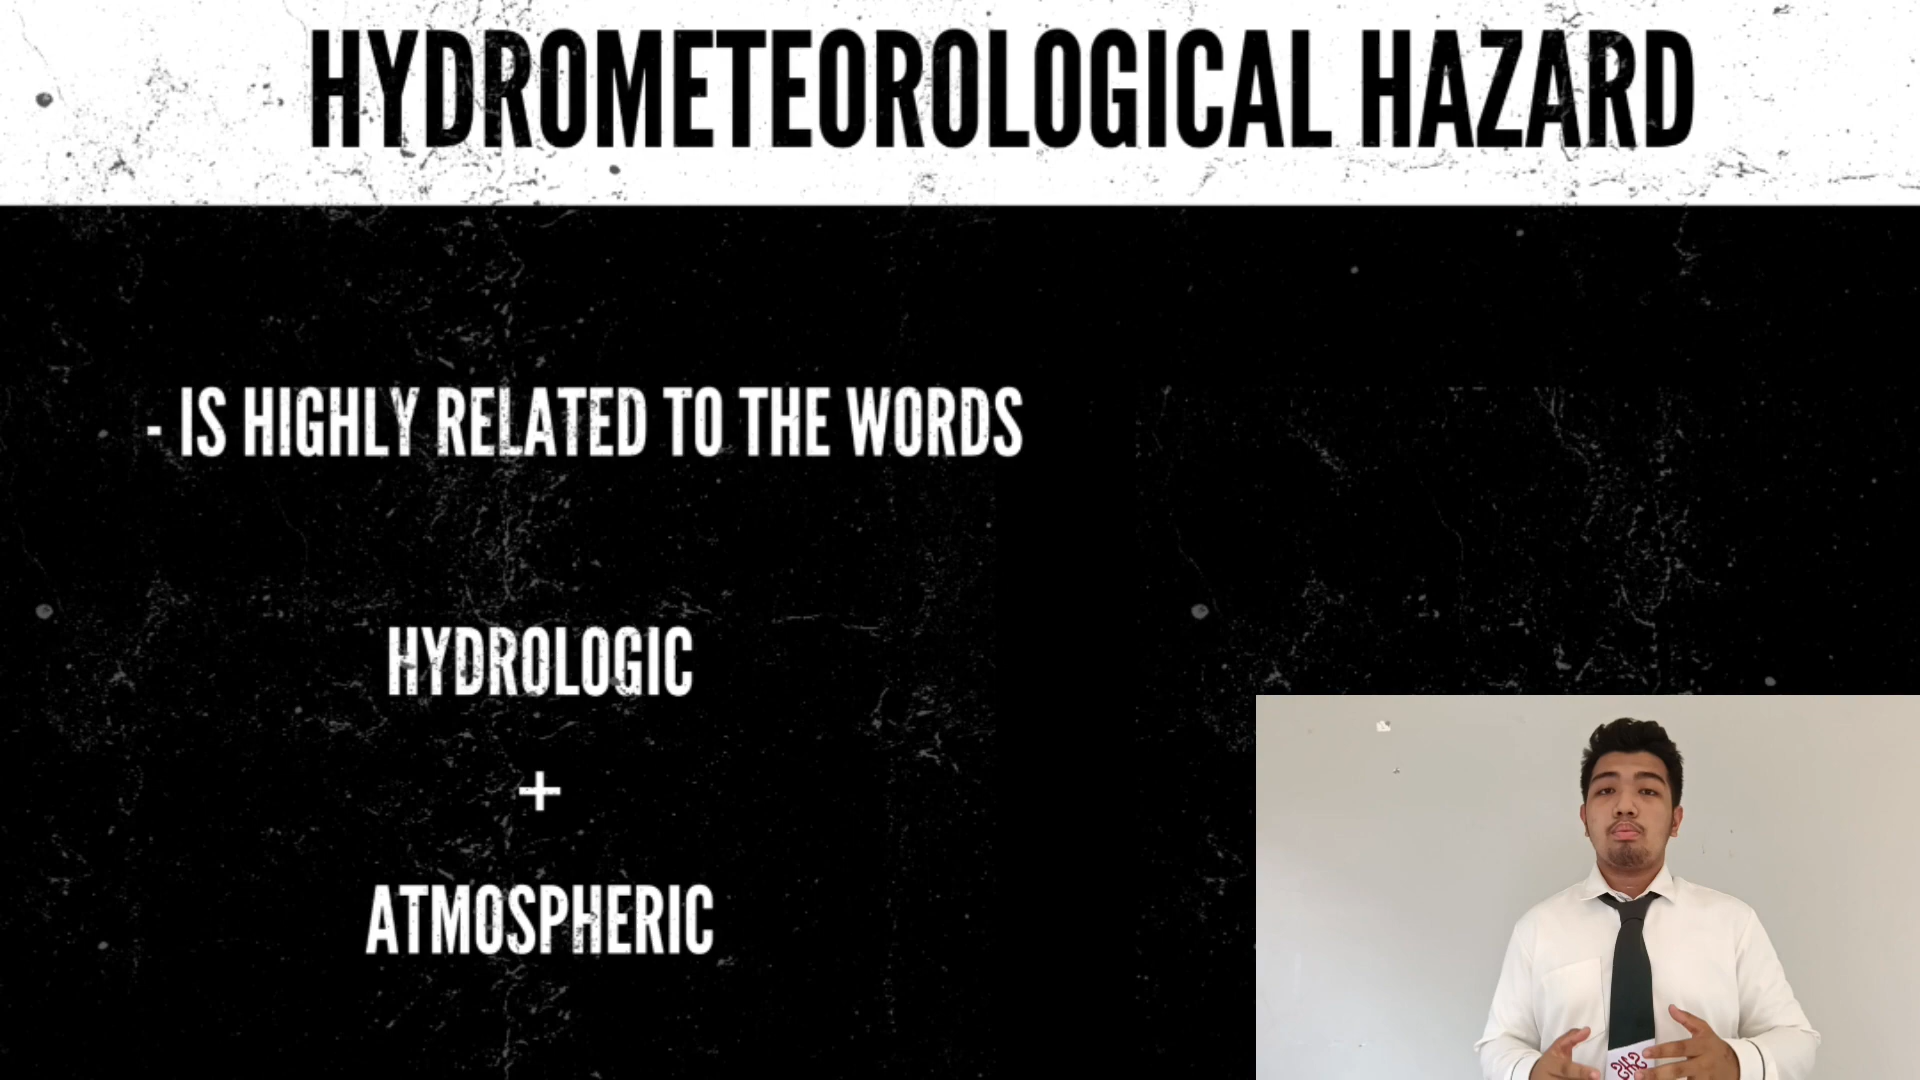 HYDROMETEOROLOGICAL HAZARD
- IS HIGHLY RELATED TO THE WORDS
HYDROLOGIC
+
ATMOSPHERIC